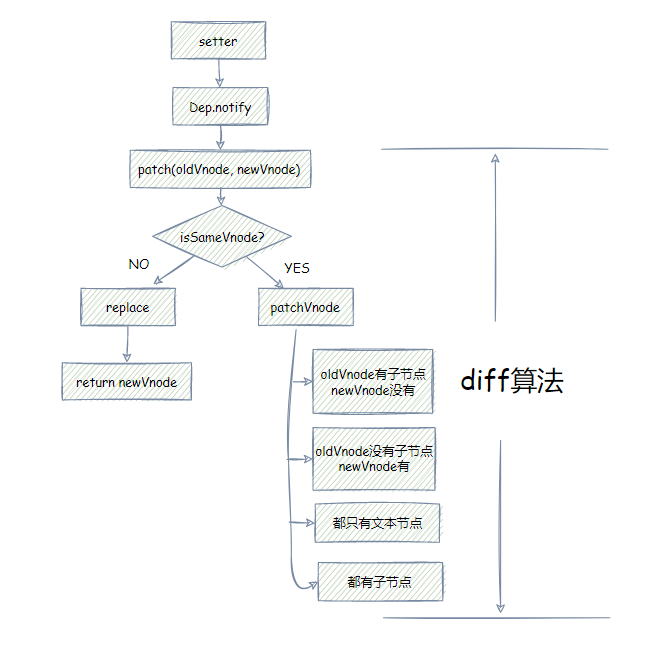 setter
Dep.notify
patch(oldVnode, newVnode)
isSameVnode?
NO
YES
replace
patchVnode
return newVnode
oldVnode有子节点
newVnode没有
diff算法
oldVnode没有子节点
newVnode有
都只有文本节点
都有子节点